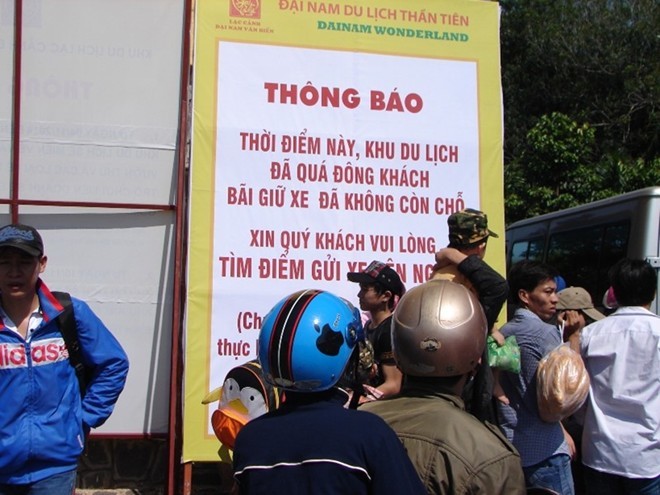 LẠC CẢNH
ĐẠI NAM VĂN HIẾN
ĐẠI NAM DU LỊCH THẦN TIÊN
DAINAM WONDERLAND
THÔNG BÁO
THỜI ĐIỂM NÀY, KHU DU LỊCH
ĐÃ QUÁ ĐÔNG KHÁCH
BÃI GIỮ XE ĐÃ KHÔNG CÒN CHỖ
XIN QUÝ KHÁCH VUI LÒNG
TÌM ĐIỂM GỬI XE
thực
adidas